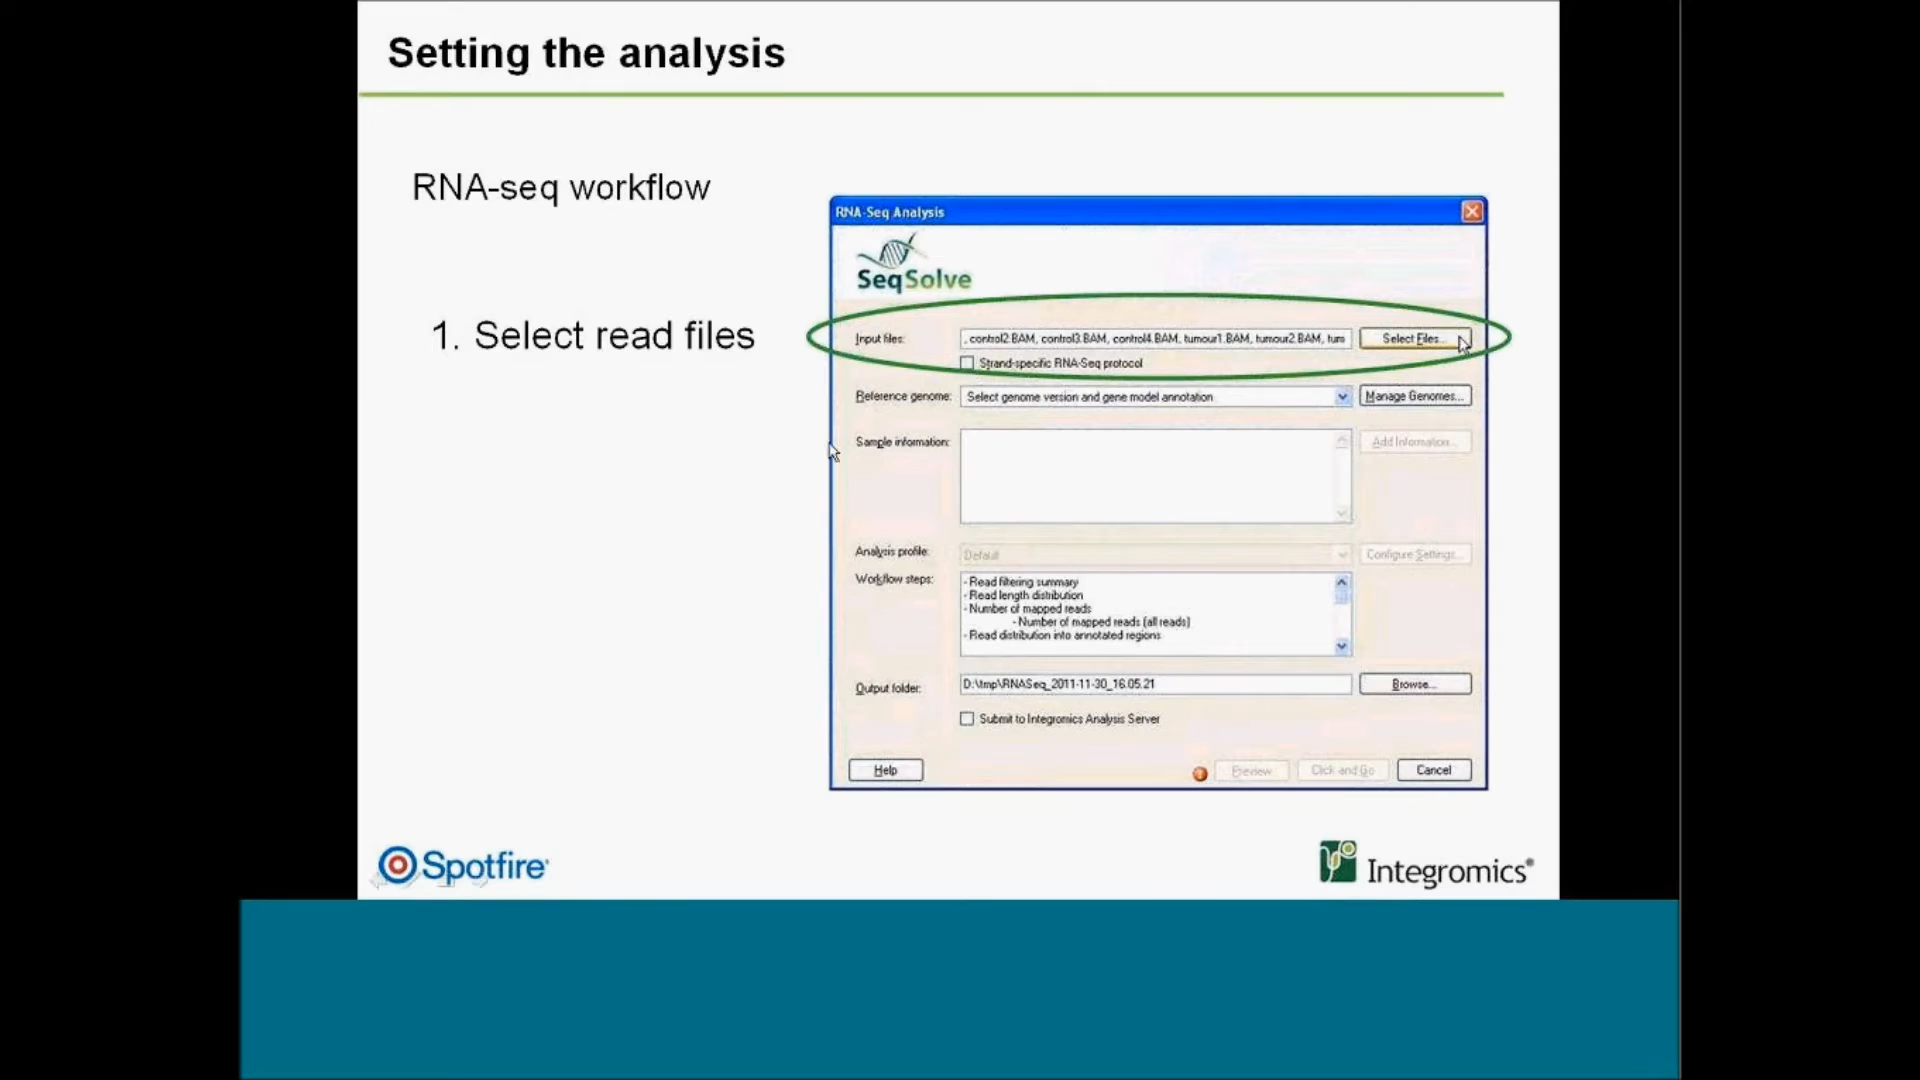 Setting the analysis
RNA-seq workflow
1. Select read files
RNA-Seq Analysis
SeqSolve
Input files: , control2.BAM, control3.BAM, control4.BAM, tumour1.BAM, tumour2.BAM, tum Select Files...
Strand-specific RNA-Seq protocol
Reference genome: Select genome version and gene model annotation Manage Genomes...
Sample information: Add Information...
Analysis profile: Default Configure Settings...
Workflow steps: - Read filtering summary
- Read length distribution
- Number of mapped reads
- Number of mapped reads (all reads)
- Read distribution into annotated regions
Output folder: D:\tmp\RNASeq_2011-11-30_16.05.21 Browse...
Submit to Integromics Analysis Server
Help Preview Click and Go Cancel
Spotfire
Integromics®